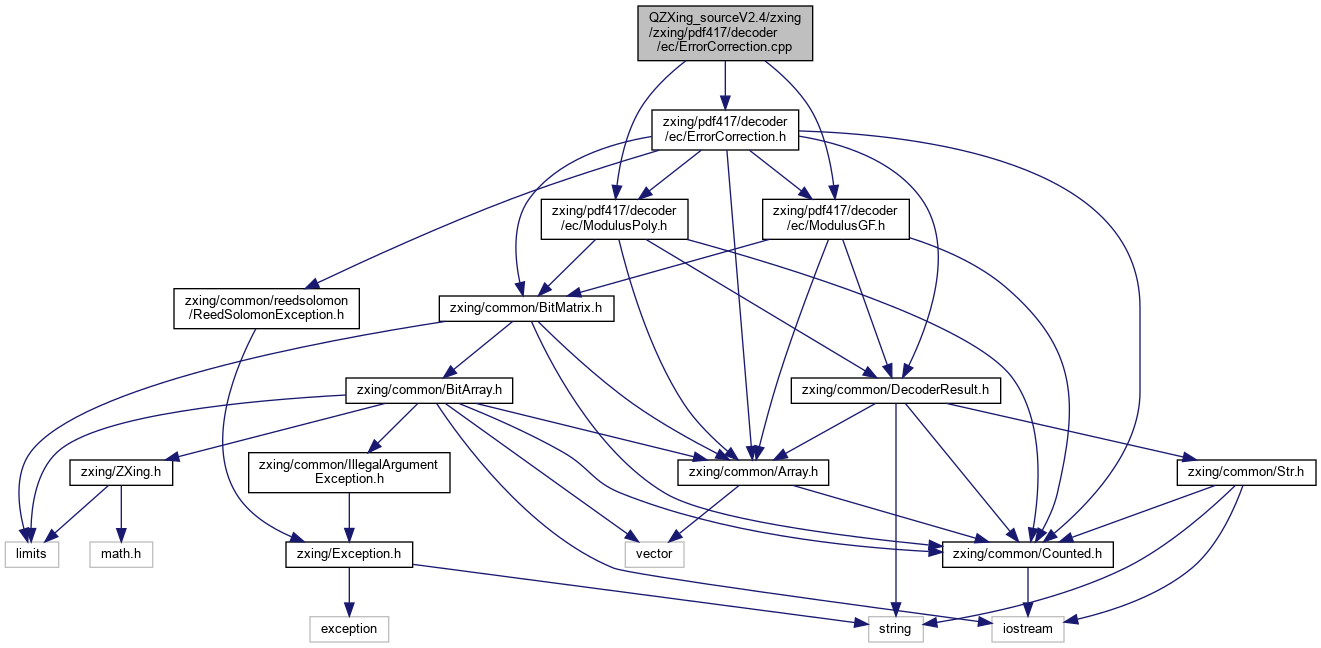 QZXing_sourceV2.4/zxing
/zxing/pdf417/decoder
/ec/ErrorCorrection.cpp
zxing/pdf417/decoder
/ec/ErrorCorrection.h
zxing/pdf417/decoder
/ec/ModulusPoly.h
zxing/pdf417/decoder
/ec/ModulusGF.h
zxing/common/reedsolomon
/ReedSolomonException.h
zxing/common/BitMatrix.h
zxing/common/BitArray.h
zxing/common/DecoderResult.h
zxing/ZXing.h
zxing/common/IllegalArgument
Exception.h
zxing/common/Array.h
zxing/common/Str.h
limits
math.h
zxing/Exception.h
vector
zxing/common/Counted.h
exception
string
iostream